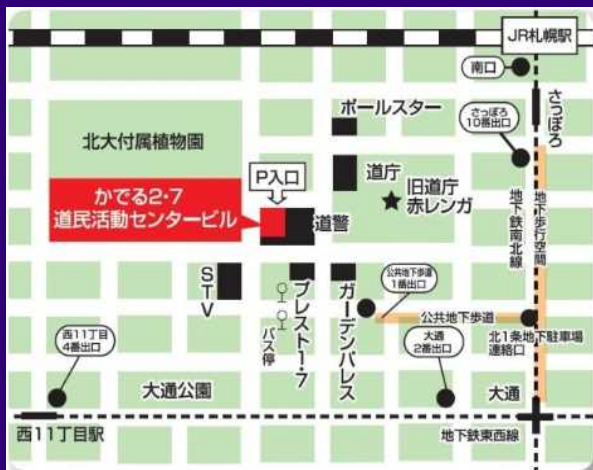 JR札幌駅
南口
ポールスター
さっぽろ
10番出口
さっぽろ
北大付属植物園
P入口
道庁
旧道庁
赤レンガ
かでる2・7
道民活動センタービル
道警
地下鉄南北線
地下歩行空間
STV
バス停
プレスト1・7
ガーデンパレス
公共地下歩道
1番出口
公共地下歩道
北1条地下駐車場
連絡口
西11丁目
4番出口
大通
2番出口
大通公園
大通
西11丁目駅
地下鉄東西線